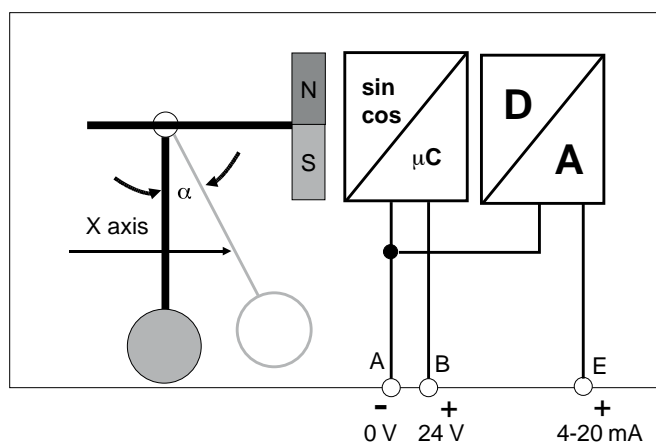 N
S
sin
cos
µC
D
A
α
X axis
A
B
E
-
+
+
0 V
24 V
4-20 mA